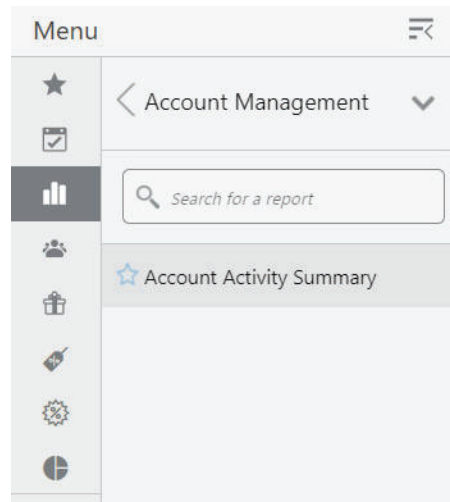 Menu
Account Management
Search for a report
Account Activity Summary